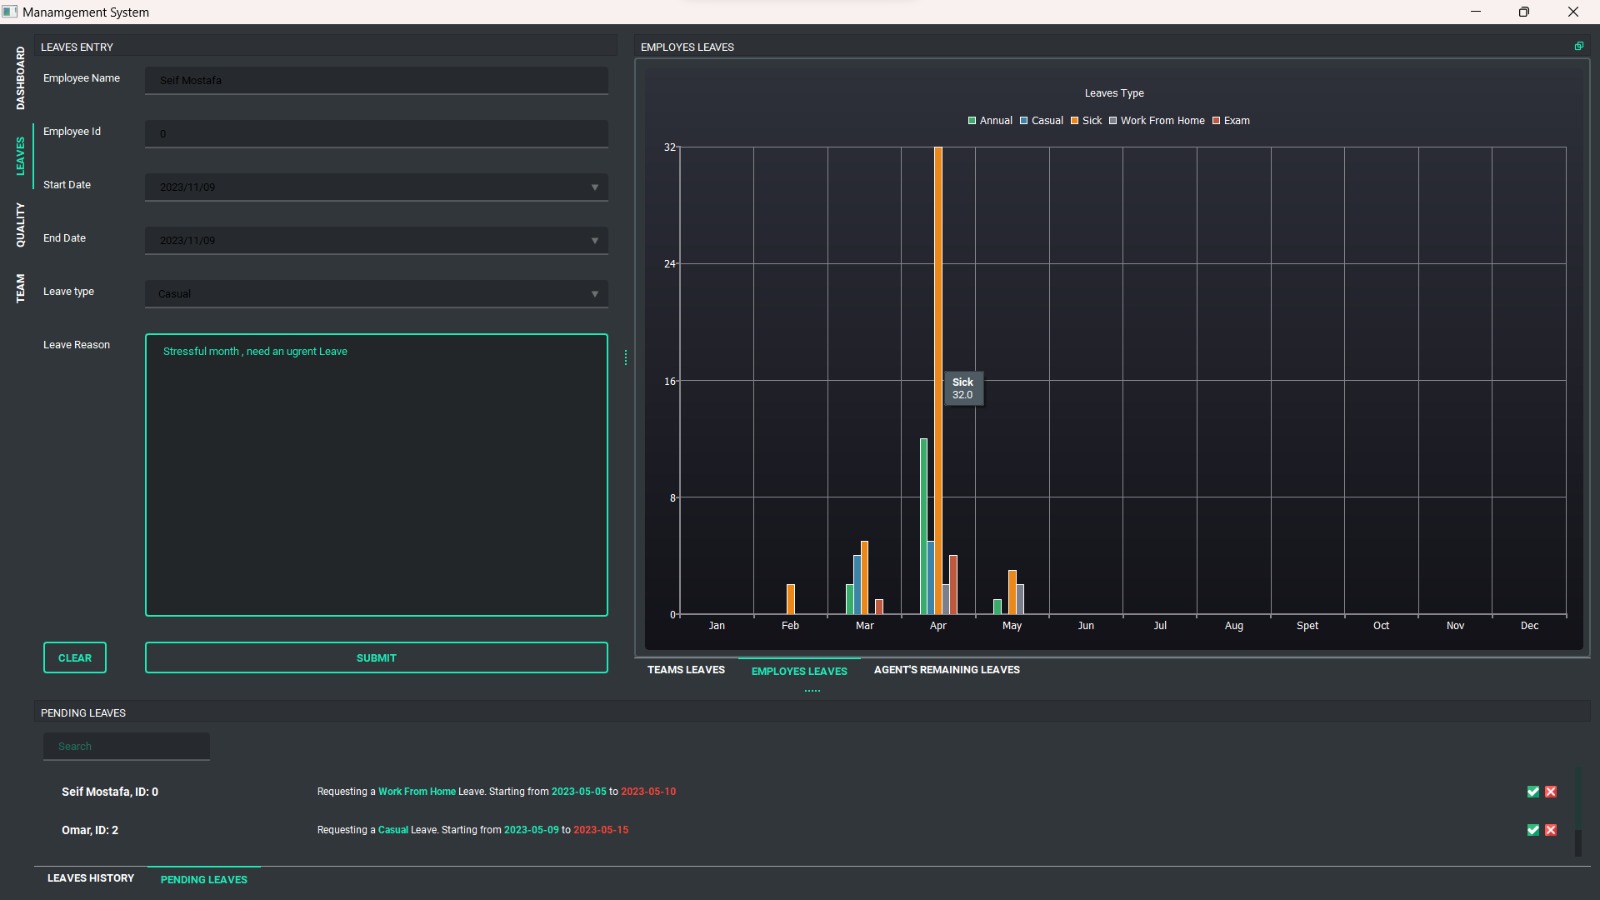 Manamgement System
DASHBOARD
LEAVES
QUALITY
TEAM
LEAVES ENTRY
Employee Name
Seif Mostafa
Employee Id
0
Start Date
2023/11/09
End Date
2023/11/09
Leave type
Casual
Leave Reason
Stressful month , need an ugrent Leave
CLEAR
SUBMIT
EMPLOYES LEAVES
Leaves Type
Annual Casual Sick Work From Home Exam
32
24
16
8
0
Sick
32.0
Jan Feb Mar Apr May Jun Jul Aug Spet Oct Nov Dec
TEAMS LEAVES EMPLOYES LEAVES AGENT'S REMAINING LEAVES
PENDING LEAVES
Search
Seif Mostafa, ID: 0 Requesting a Work From Home Leave. Starting from 2023-05-05 to 2023-05-10
Omar, ID: 2 Requesting a Casual Leave. Starting from 2023-05-09 to 2023-05-15
LEAVES HISTORY PENDING LEAVES